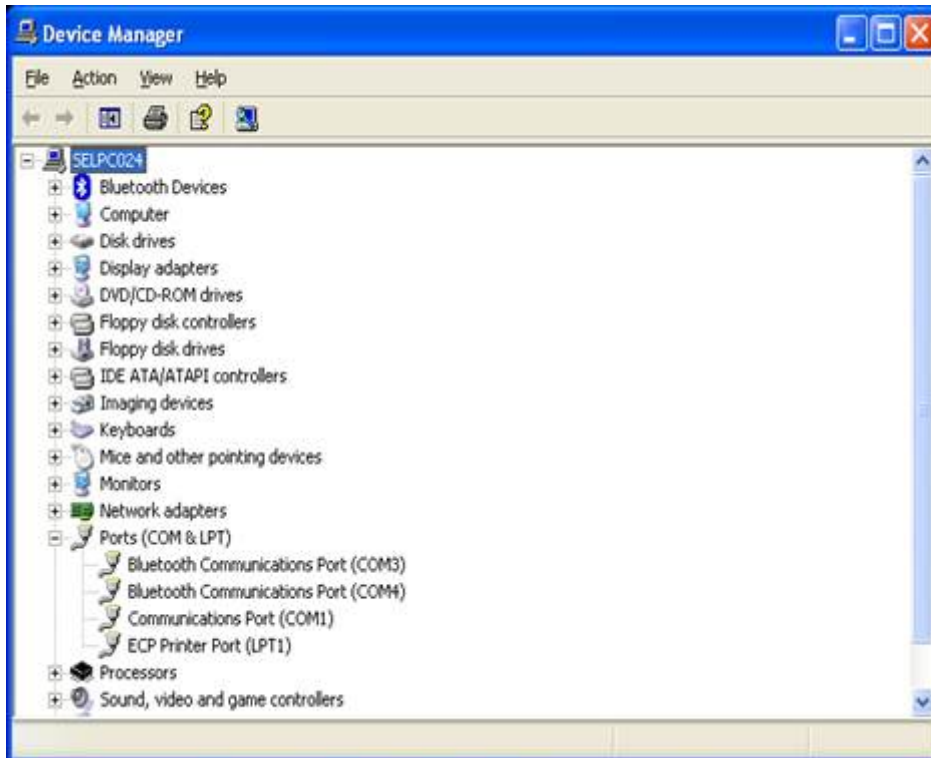 Device Manager
File Action View Help
SELPC024
Bluetooth Devices
Computer
Disk drives
Display adapters
DVD/CD-ROM drives
Floppy disk controllers
Floppy disk drives
IDE ATA/ATAPI controllers
Imaging devices
Keyboards
Mice and other pointing devices
Monitors
Network adapters
Ports (COM & LPT)
Bluetooth Communications Port (COM3)
Bluetooth Communications Port (COM4)
Communications Port (COM1)
ECP Printer Port (LPT1)
Processors
Sound, video and game controllers